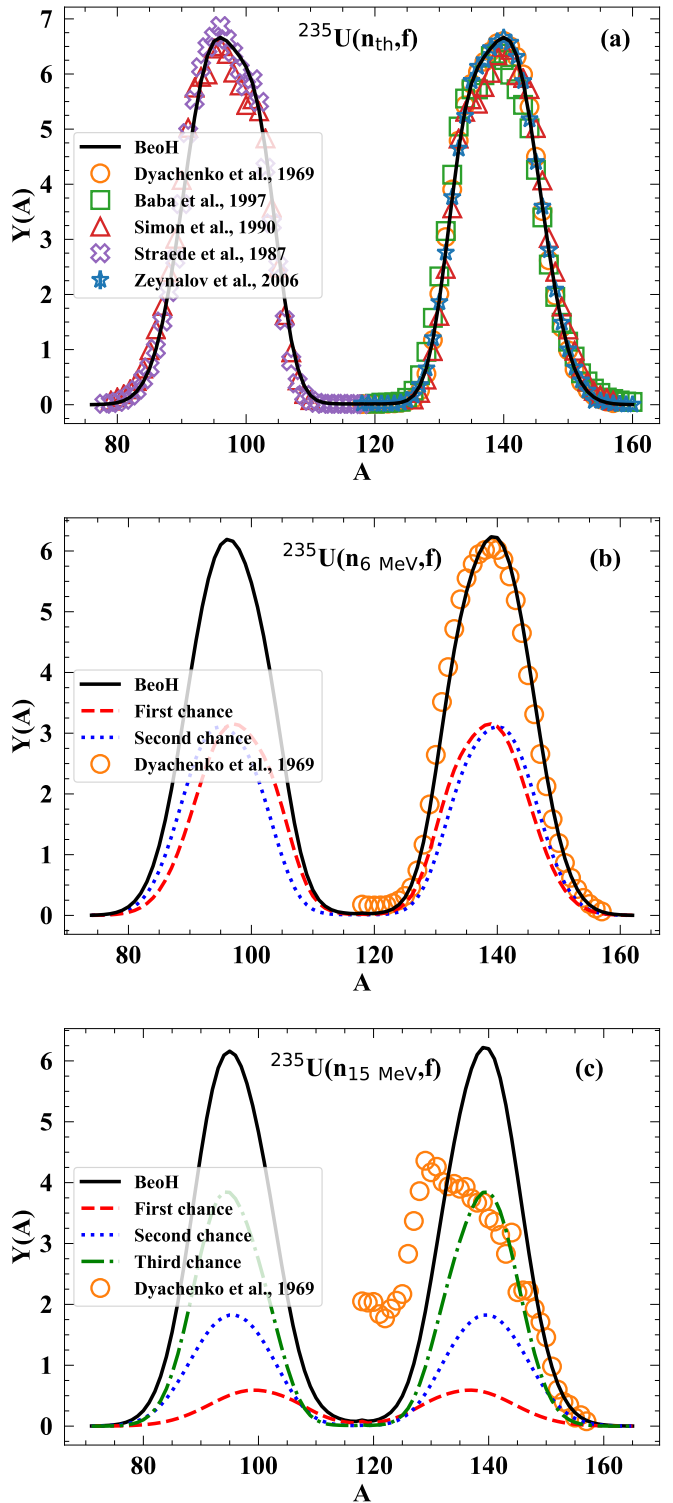 ²³⁵U(n_th,f)
(a)
7
6
5
4
3
2
1
0
Y(A)
BeoH
Dyachenko et al., 1969
Baba et al., 1997
Simon et al., 1990
Straede et al., 1987
Zeynalov et al., 2006
80 100 120 140 160
A
²³⁵U(n_6 MeV,f)
(b)
6
5
4
3
2
1
0
Y(A)
BeoH
First chance
Second chance
Dyachenko et al., 1969
80 100 120 140 160
A
²³⁵U(n_15 MeV,f)
(c)
6
5
4
3
2
1
0
Y(A)
BeoH
First chance
Second chance
Third chance
Dyachenko et al., 1969
80 100 120 140 160
A